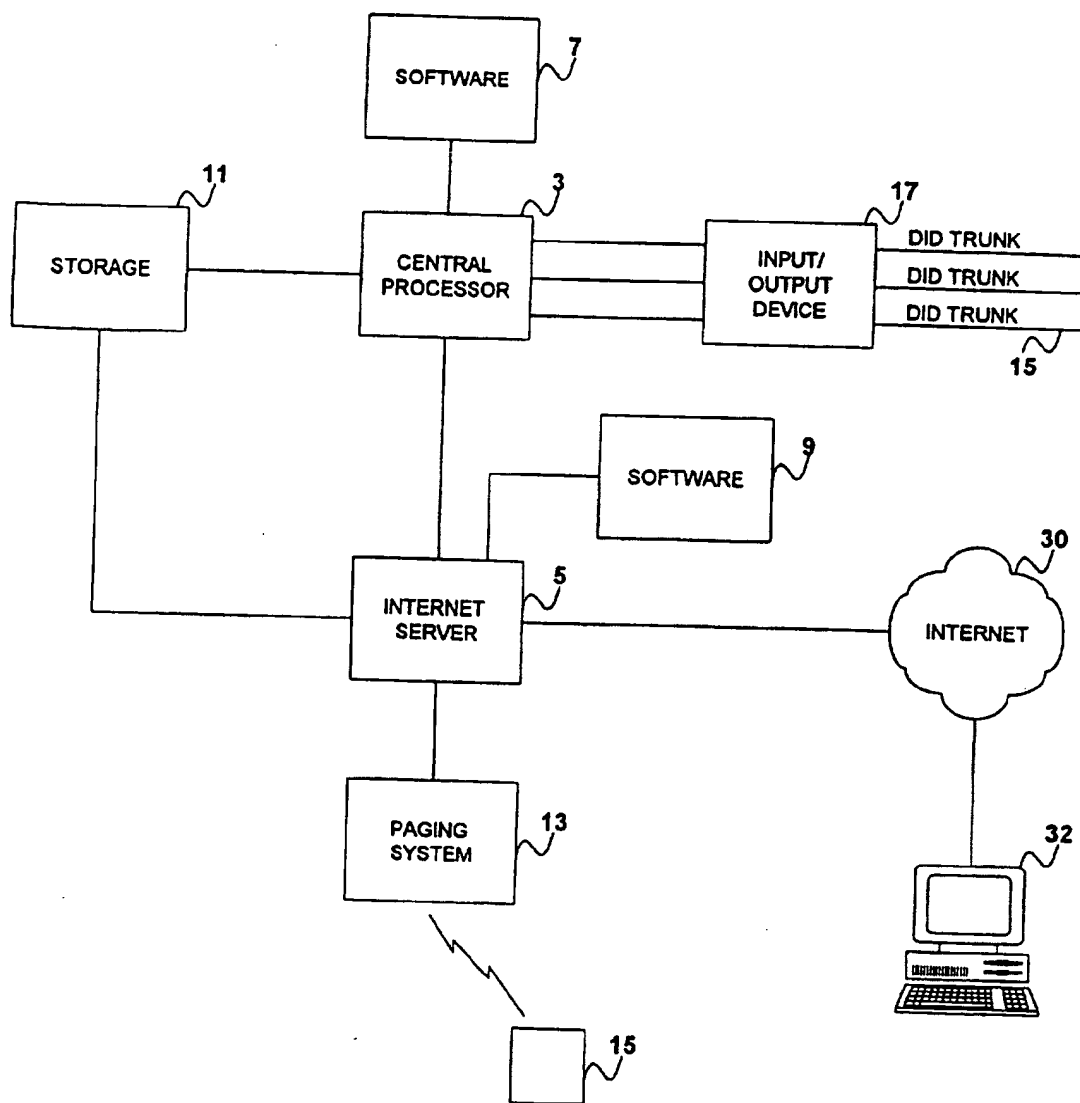 7
SOFTWARE
11
3
17
STORAGE
CENTRAL
PROCESSOR
INPUT/
OUTPUT
DEVICE
DID TRUNK
DID TRUNK
DID TRUNK
15
9
SOFTWARE
5
30
INTERNET
SERVER
INTERNET
PAGING
SYSTEM
13
32
15